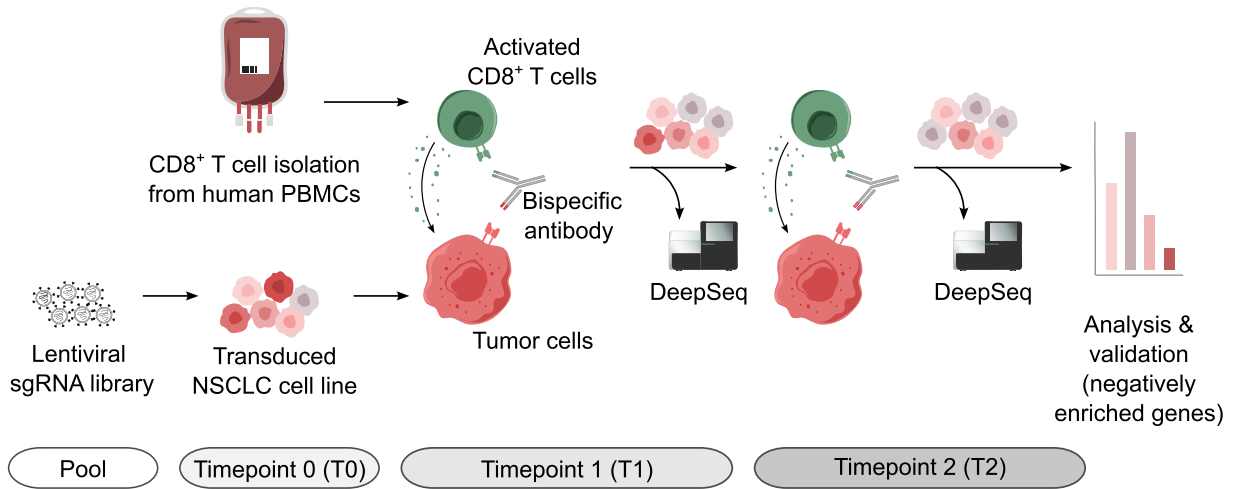 Activated
CD8⁺ T cells
CD8⁺ T cell isolation
from human PBMCs
Bispecific
antibody
DeepSeq
DeepSeq
Lentiviral
sgRNA library
Transduced
NSCLC cell line
Tumor cells
Analysis &
validation
(negatively
enriched genes)
Pool
Timepoint 0 (T0)
Timepoint 1 (T1)
Timepoint 2 (T2)